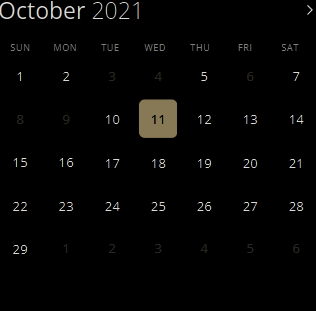 October 2021
SUN MON TUE WED THU FRI SAT
1 2 3 4 5 6 7
8 9 10 11 12 13 14
15 16 17 18 19 20 21
22 23 24 25 26 27 28
29 1 2 3 4 5 6